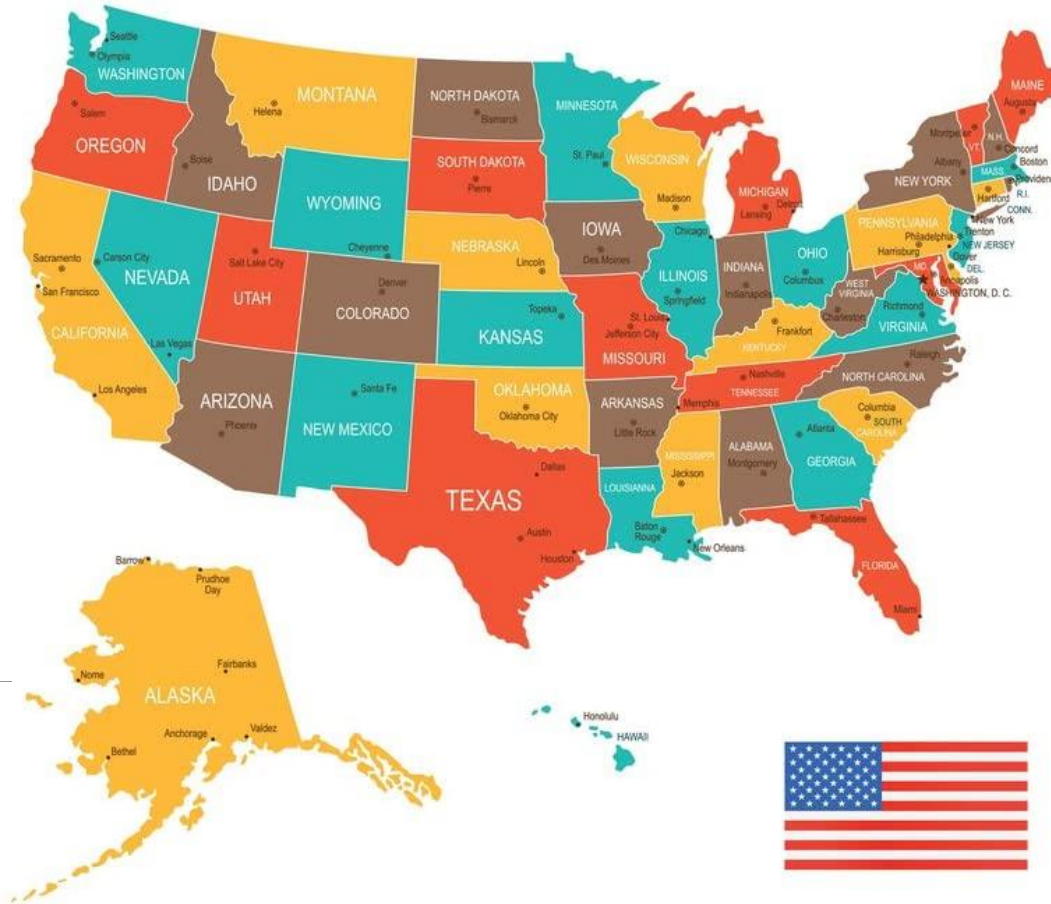 Seattle
Olympia
WASHINGTON
Salem
OREGON
Boise
IDAHO
Helena
MONTANA
NORTH DAKOTA
Bismarck
SOUTH DAKOTA
Pierre
MINNESOTA
St. Paul
WISCONSIN
Madison
MICHIGAN
Lansing
Detroit
MAINE
Augusta
Montpelier
VT.
N.H.
Concord
Albany
NEW YORK
MASS.
Boston
Providen
Hartford
R.I.
CONN.
New York
Trenton
NEW JERSEY
PENNSYLVANIA
Philadelphia
Harrisburg
Dover
DEL.
MD.
Annapolis
WASHINGTON, D. C.
WYOMING
Cheyenne
NEBRASKA
Lincoln
IOWA
Des Moines
Chicago
ILLINOIS
Springfield
INDIANA
Indianapolis
OHIO
Columbus
WEST
VIRGINIA
Charleston
Richmond
VIRGINIA
Sacramento
San Francisco
CALIFORNIA
Los Angeles
Carson City
NEVADA
Las Vegas
Salt Lake City
UTAH
Denver
COLORADO
Topeka
KANSAS
St. Louis
Jefferson City
MISSOURI
Frankfort
KENTUCKY
Nashville
TENNESSEE
Memphis
Raleigh
NORTH CAROLINA
Columbia
SOUTH
CAROLINA
ARIZONA
Phoenix
Santa Fe
NEW MEXICO
OKLAHOMA
Oklahoma City
ARKANSAS
Little Rock
MISSISSIPPI
Jackson
ALABAMA
Montgomery
Atlanta
GEORGIA
Dallas
TEXAS
Austin
Houston
LOUISIANNA
Baton
Rouge
New Orleans
Tallahassee
FLORIDA
Miami
Barrow
Prudhoe
Day
Nome
Fairbanks
ALASKA
Anchorage
Valdez
Bethel
Honolulu
HAWAII